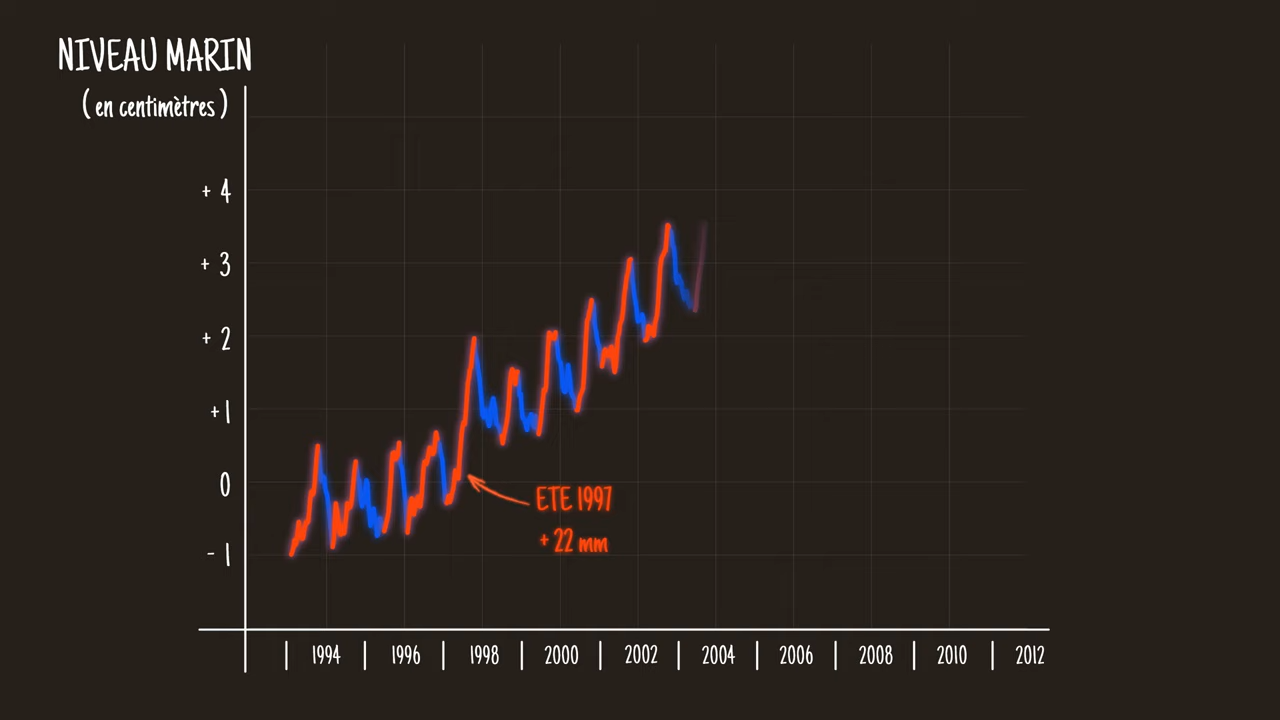 NIVEAU MARIN
( en centimètres )
+ 4
+ 3
+ 2
+ 1
0
- 1
ETE 1997
+ 22 mm
1994 1996 1998 2000 2002 2004 2006 2008 2010 2012